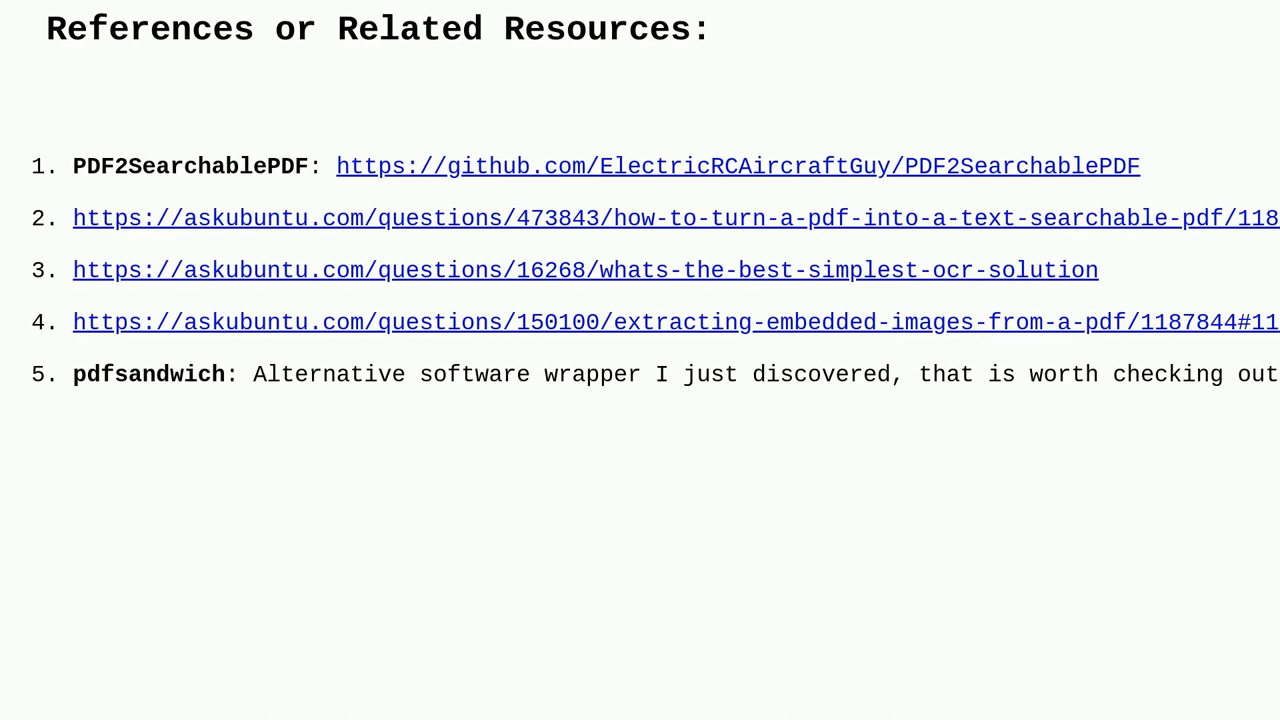 References or Related Resources:
1. PDF2SearchablePDF: https://github.com/ElectricRCAircraftGuy/PDF2SearchablePDF
2. https://askubuntu.com/questions/473843/how-to-turn-a-pdf-into-a-text-searchable-pdf/118
3. https://askubuntu.com/questions/16268/whats-the-best-simplest-ocr-solution
4. https://askubuntu.com/questions/150100/extracting-embedded-images-from-a-pdf/1187844#11
5. pdfsandwich: Alternative software wrapper I just discovered, that is worth checking out